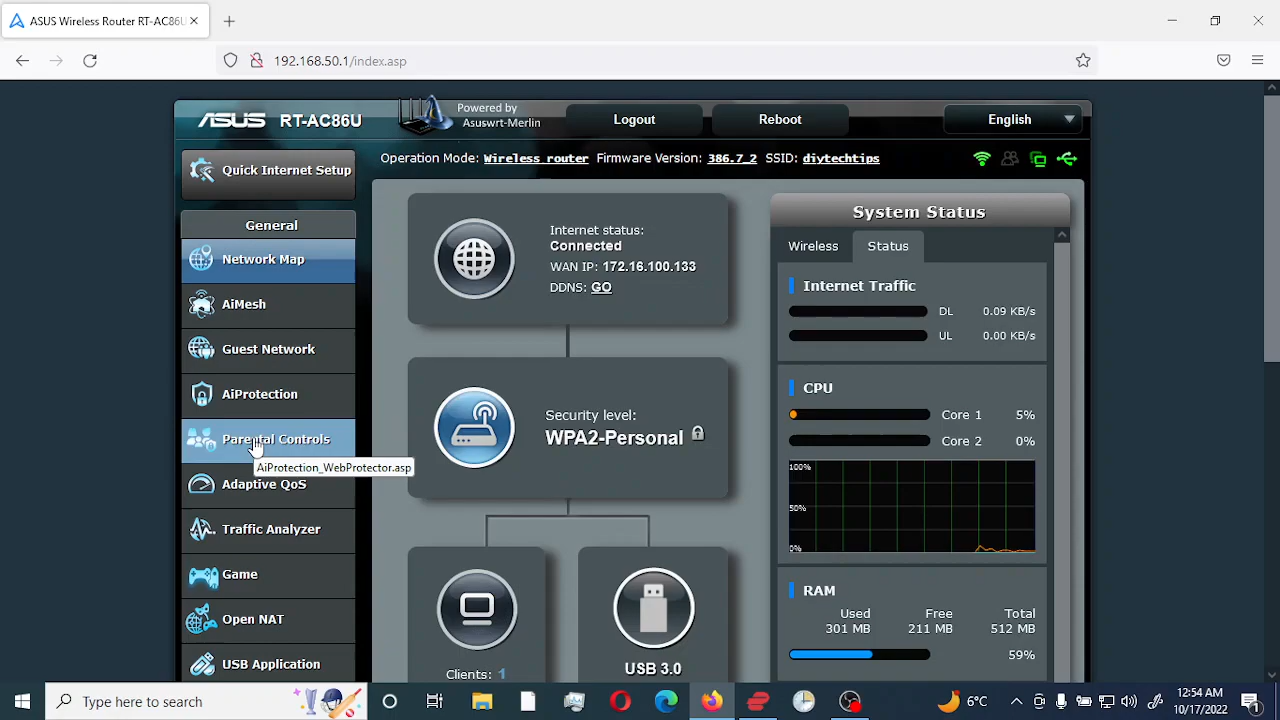 ASUS Wireless Router RT-AC86U
192.168.50.1/index.asp
ASUS RT-AC86U
Powered by
Asuswrt-Merlin
Logout
Reboot
English
Quick Internet Setup
Operation Mode: Wireless router Firmware Version: 386.7_2 SSID: diytechtips
General
Network Map
AiMesh
Guest Network
AiProtection
Parental Controls
AiProtection_WebProtector.asp
Adaptive QoS
Traffic Analyzer
Game
Open NAT
USB Application
Internet status:
Connected
WAN IP: 172.16.100.133
DDNS: GO
Security level:
WPA2-Personal
Clients: 1
USB 3.0
System Status
Wireless Status
Internet Traffic
DL 0.09 KB/s
UL 0.00 KB/s
CPU
Core 1 5%
Core 2 0%
100%
50%
0%
RAM
Used Free Total
301 MB 211 MB 512 MB
59%
Type here to search
6°C
12:54 AM
10/17/2022
1